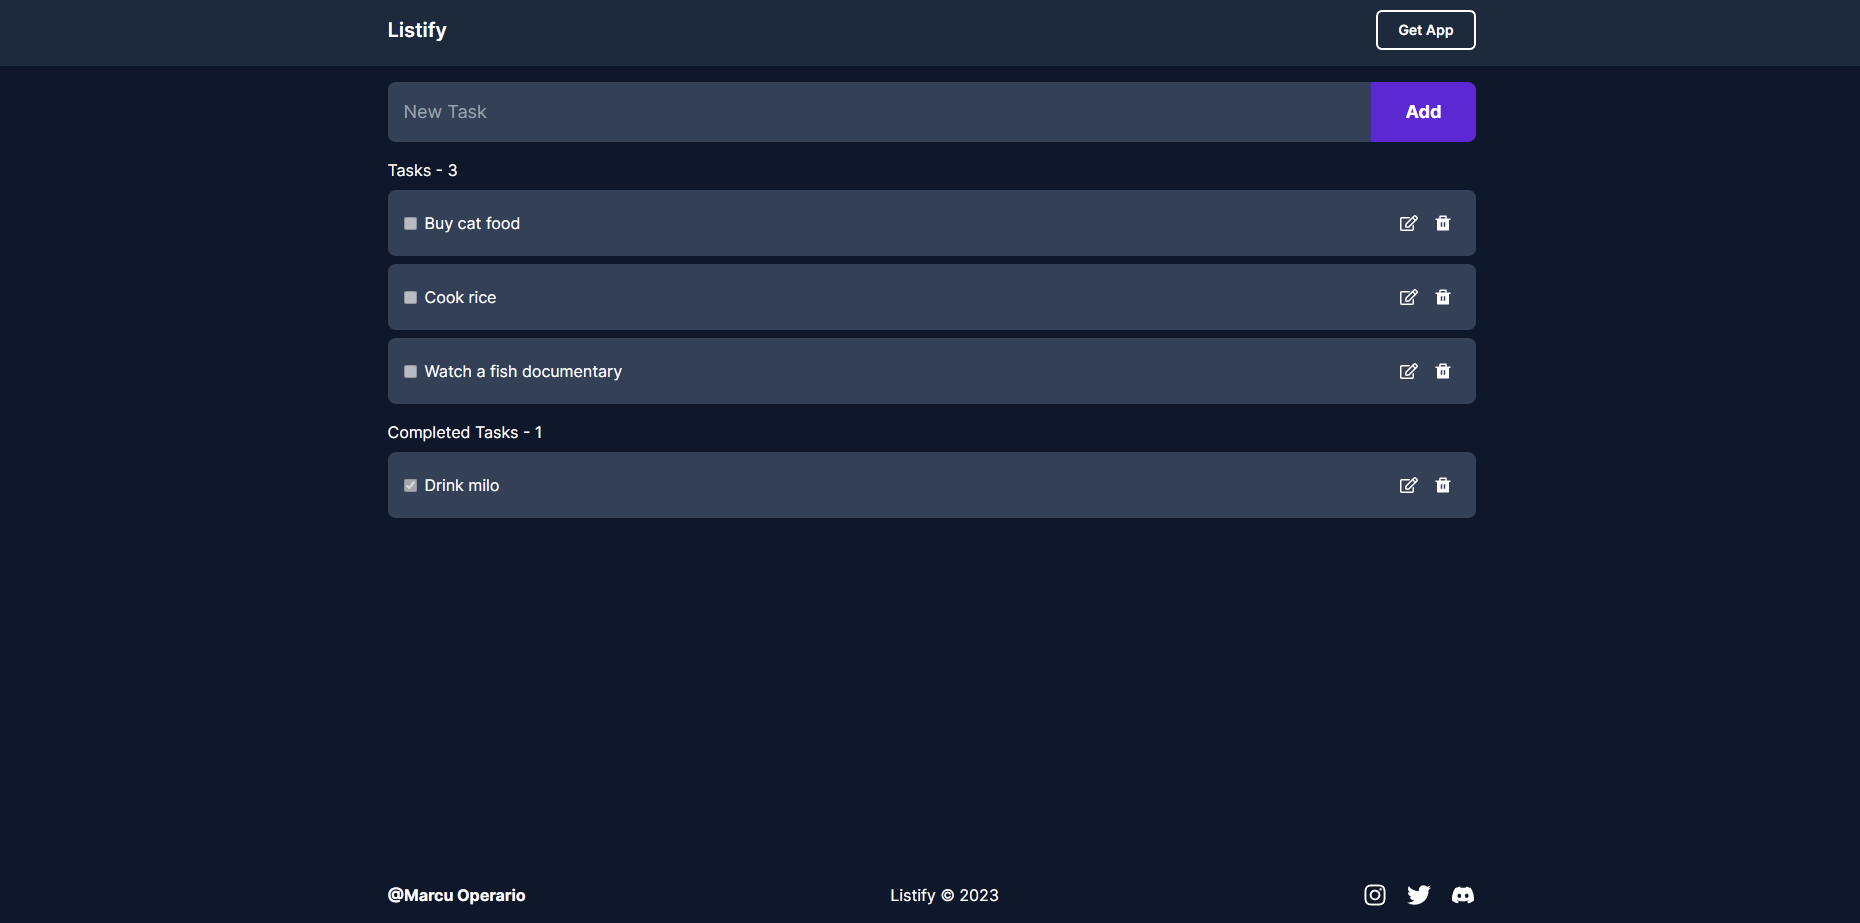 Listify
Get App
New Task
Add
Tasks - 3
Buy cat food
Cook rice
Watch a fish documentary
Completed Tasks - 1
Drink milo
@Marcu Operario
Listify © 2023